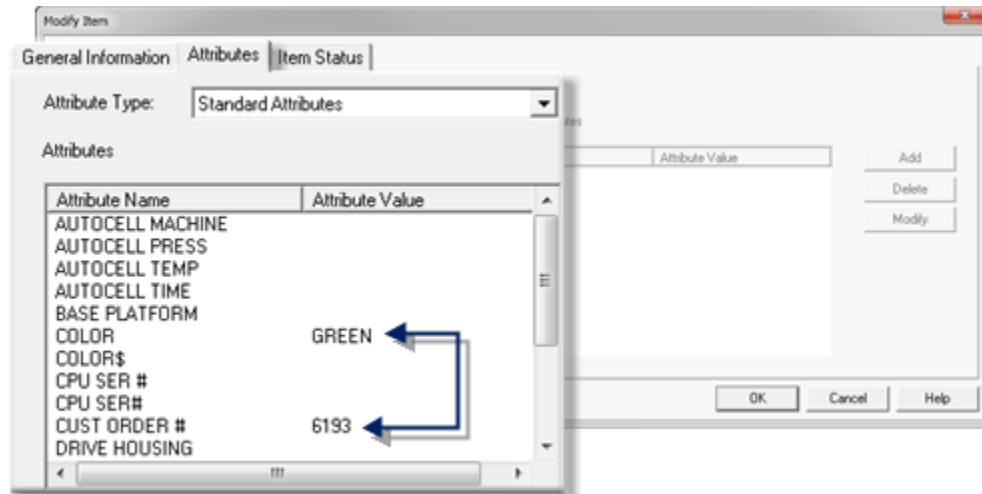 Modify Item
General Information Attributes Item Status
Attribute Type: Standard Attributes
Attributes
Attribute Value
Add
Delete
Modify
Attribute Name Attribute Value
AUTOCELL MACHINE
AUTOCELL PRESS
AUTOCELL TEMP
AUTOCELL TIME
BASE PLATFORM
COLOR GREEN
COLOR$
CPU SER #
CPU SER#
CUST ORDER # 6193
DRIVE HOUSING
OK Cancel Help